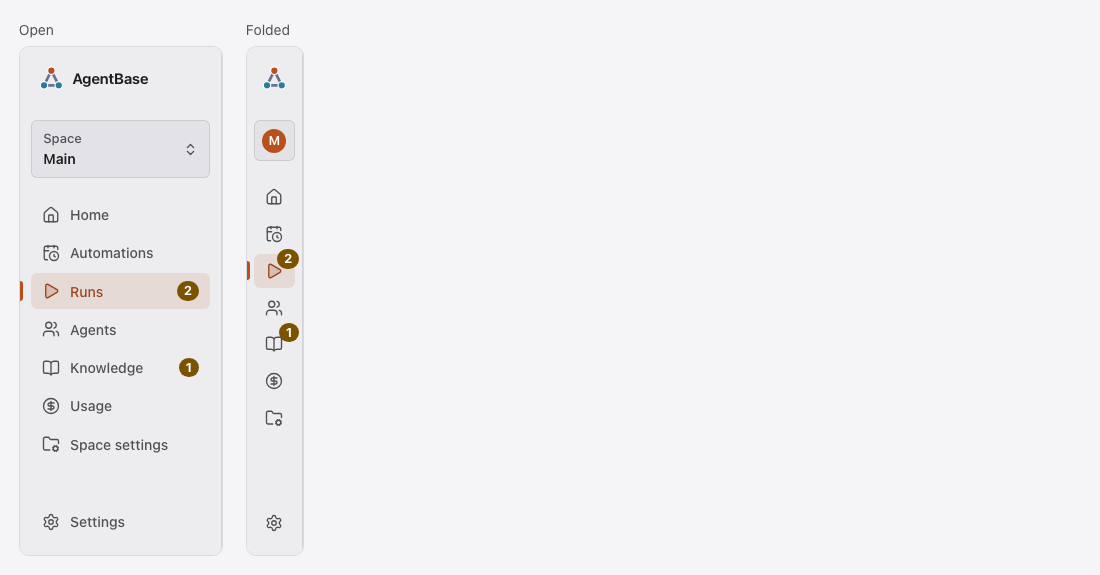 Open
AgentBase
Space
Main
Home
Automations
Runs 2
Agents
Knowledge 1
Usage
Space settings
Settings
Folded
M
2
1